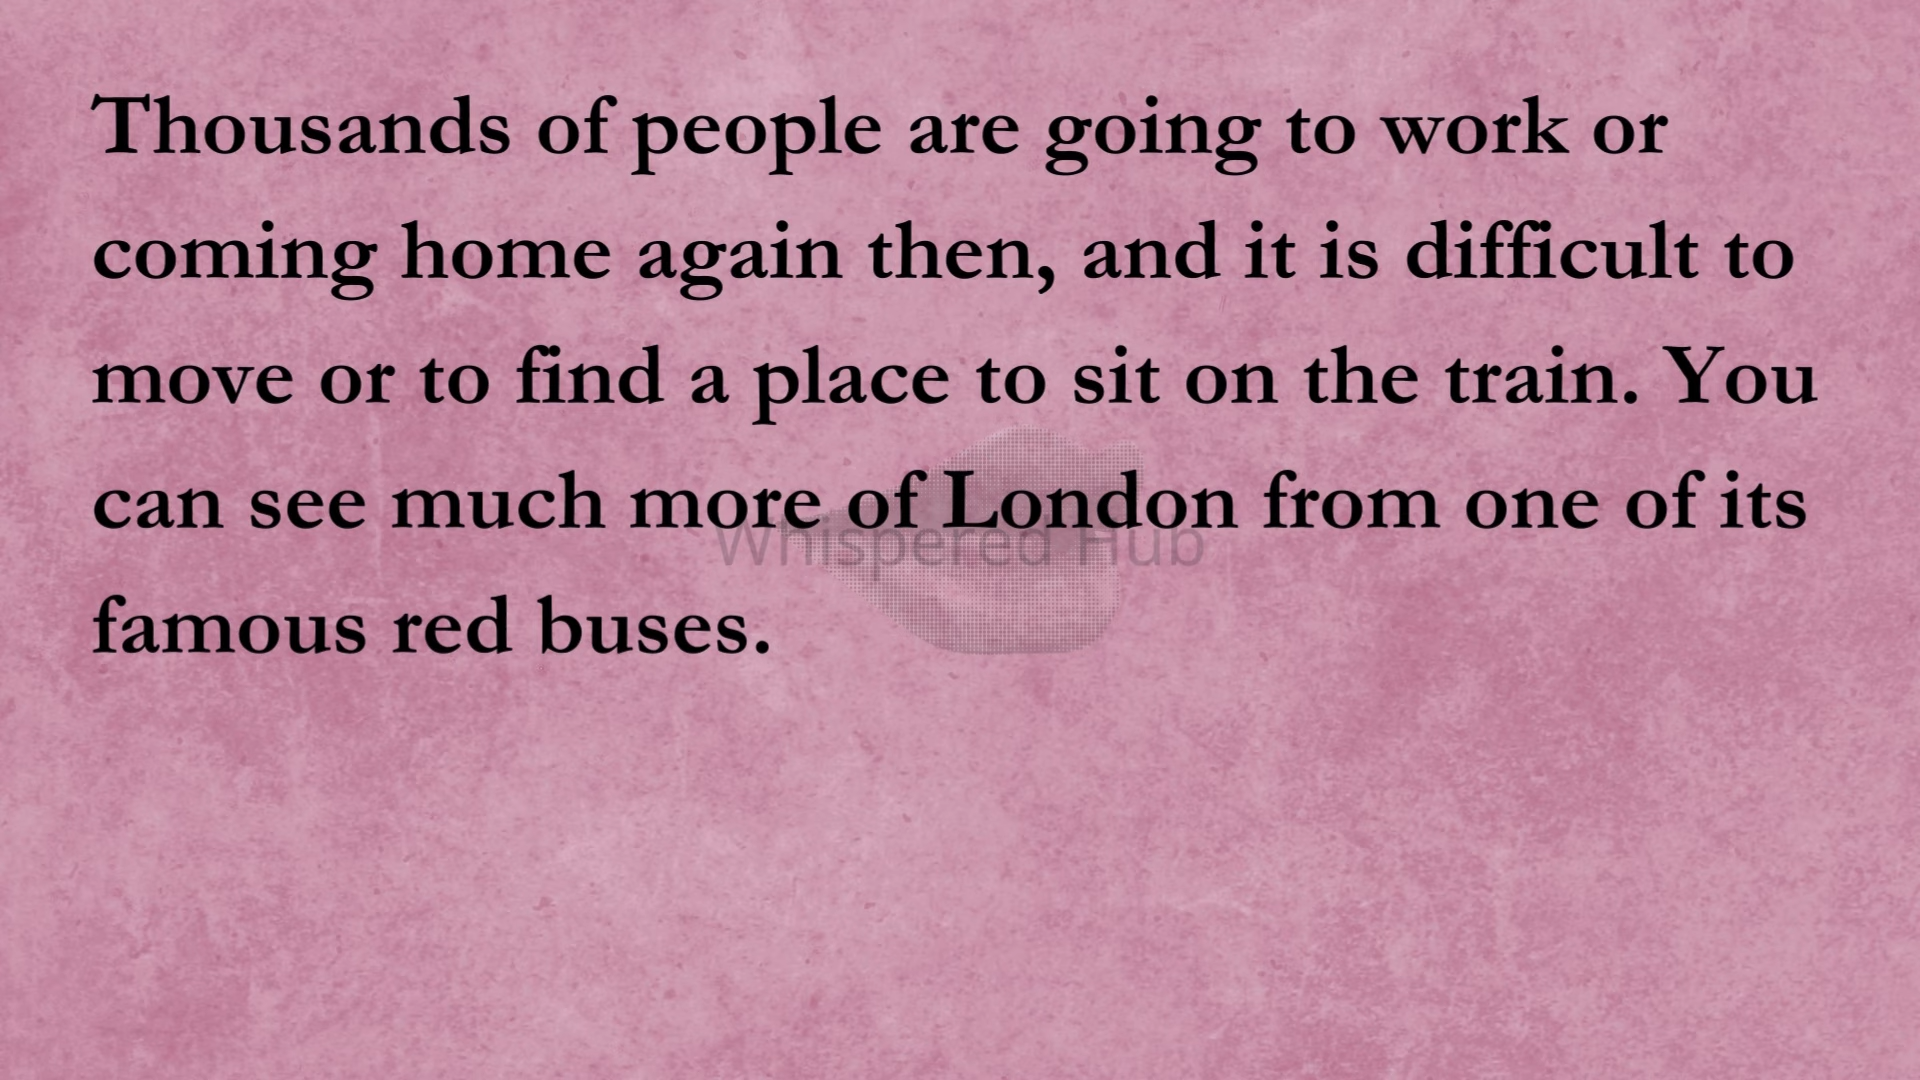 Thousands of people are going to work or
coming home again then, and it is difficult to
move or to find a place to sit on the train. You
can see much more of London from one of its
famous red buses.
Whispered Hub